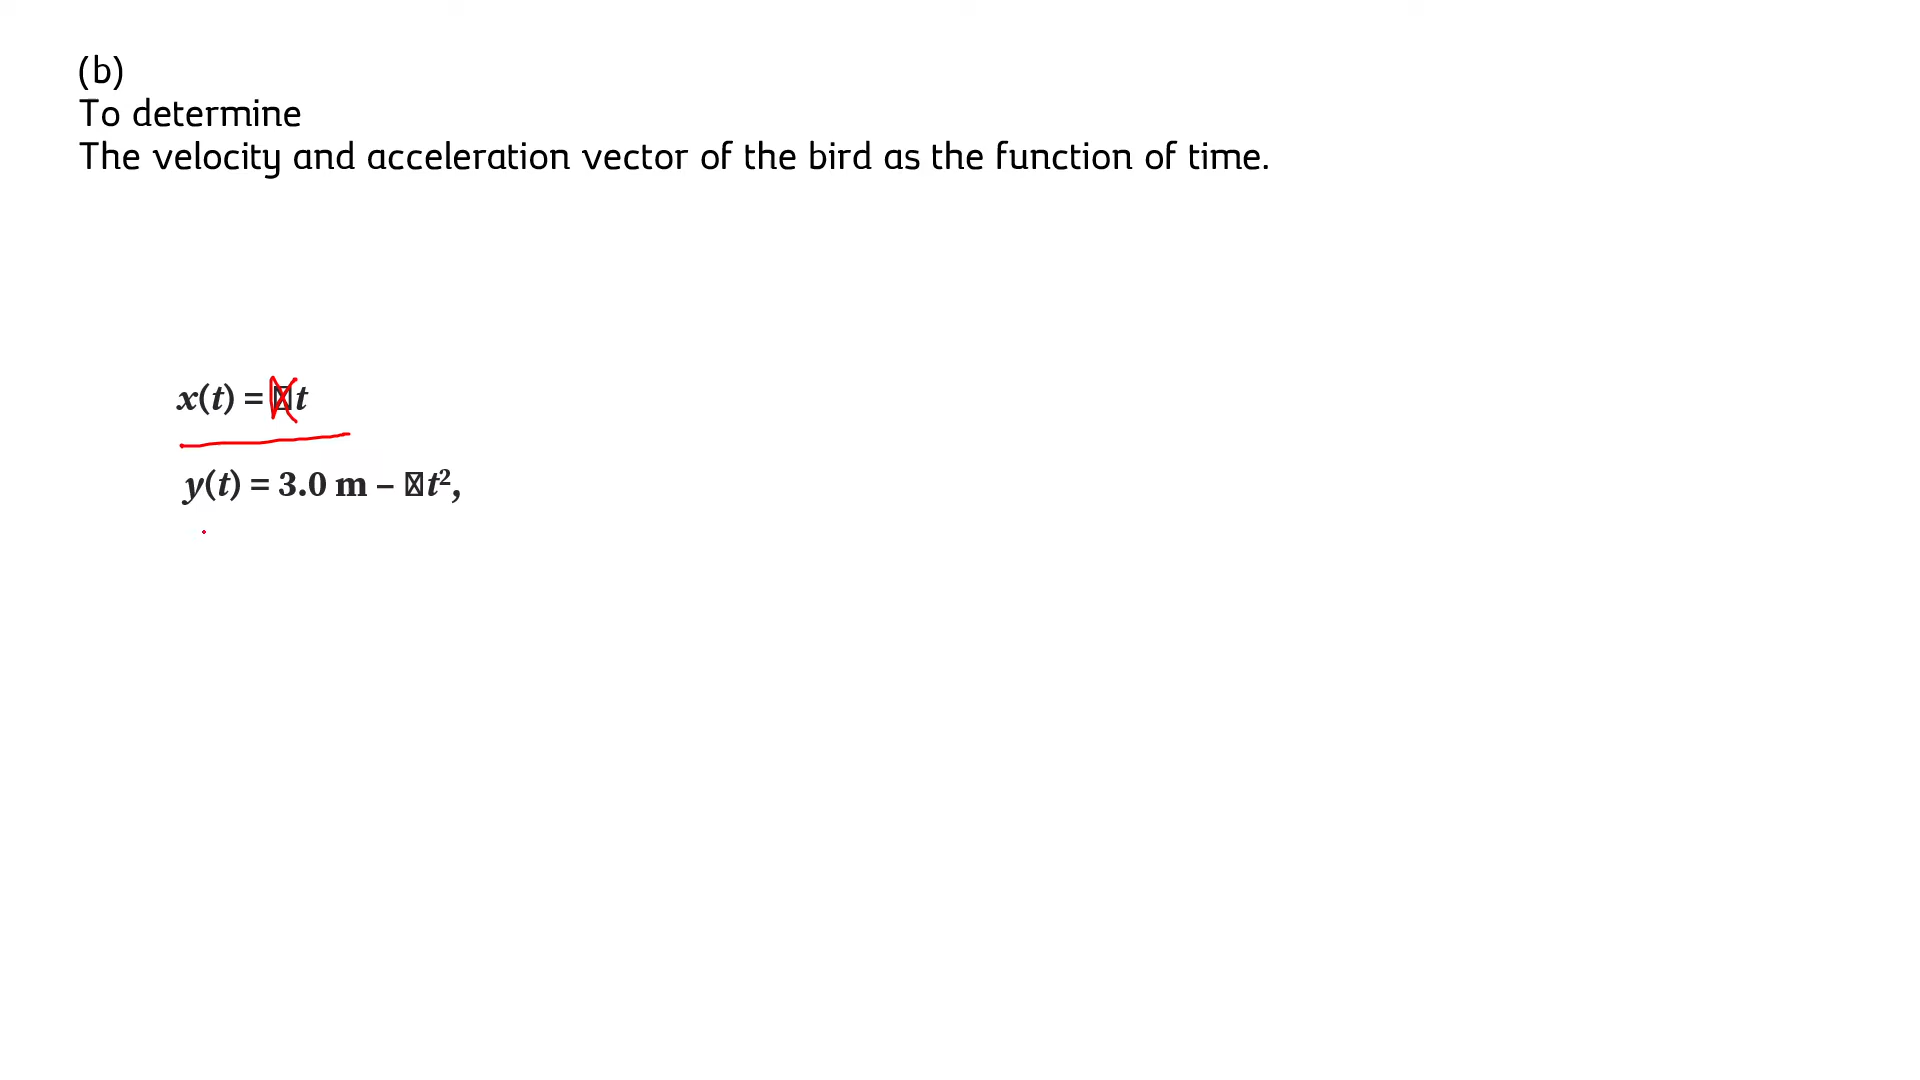 (b)
To determine
The velocity and acceleration vector of the bird as the function of time.
x(t) = t
y(t) = 3.0 m – t²,